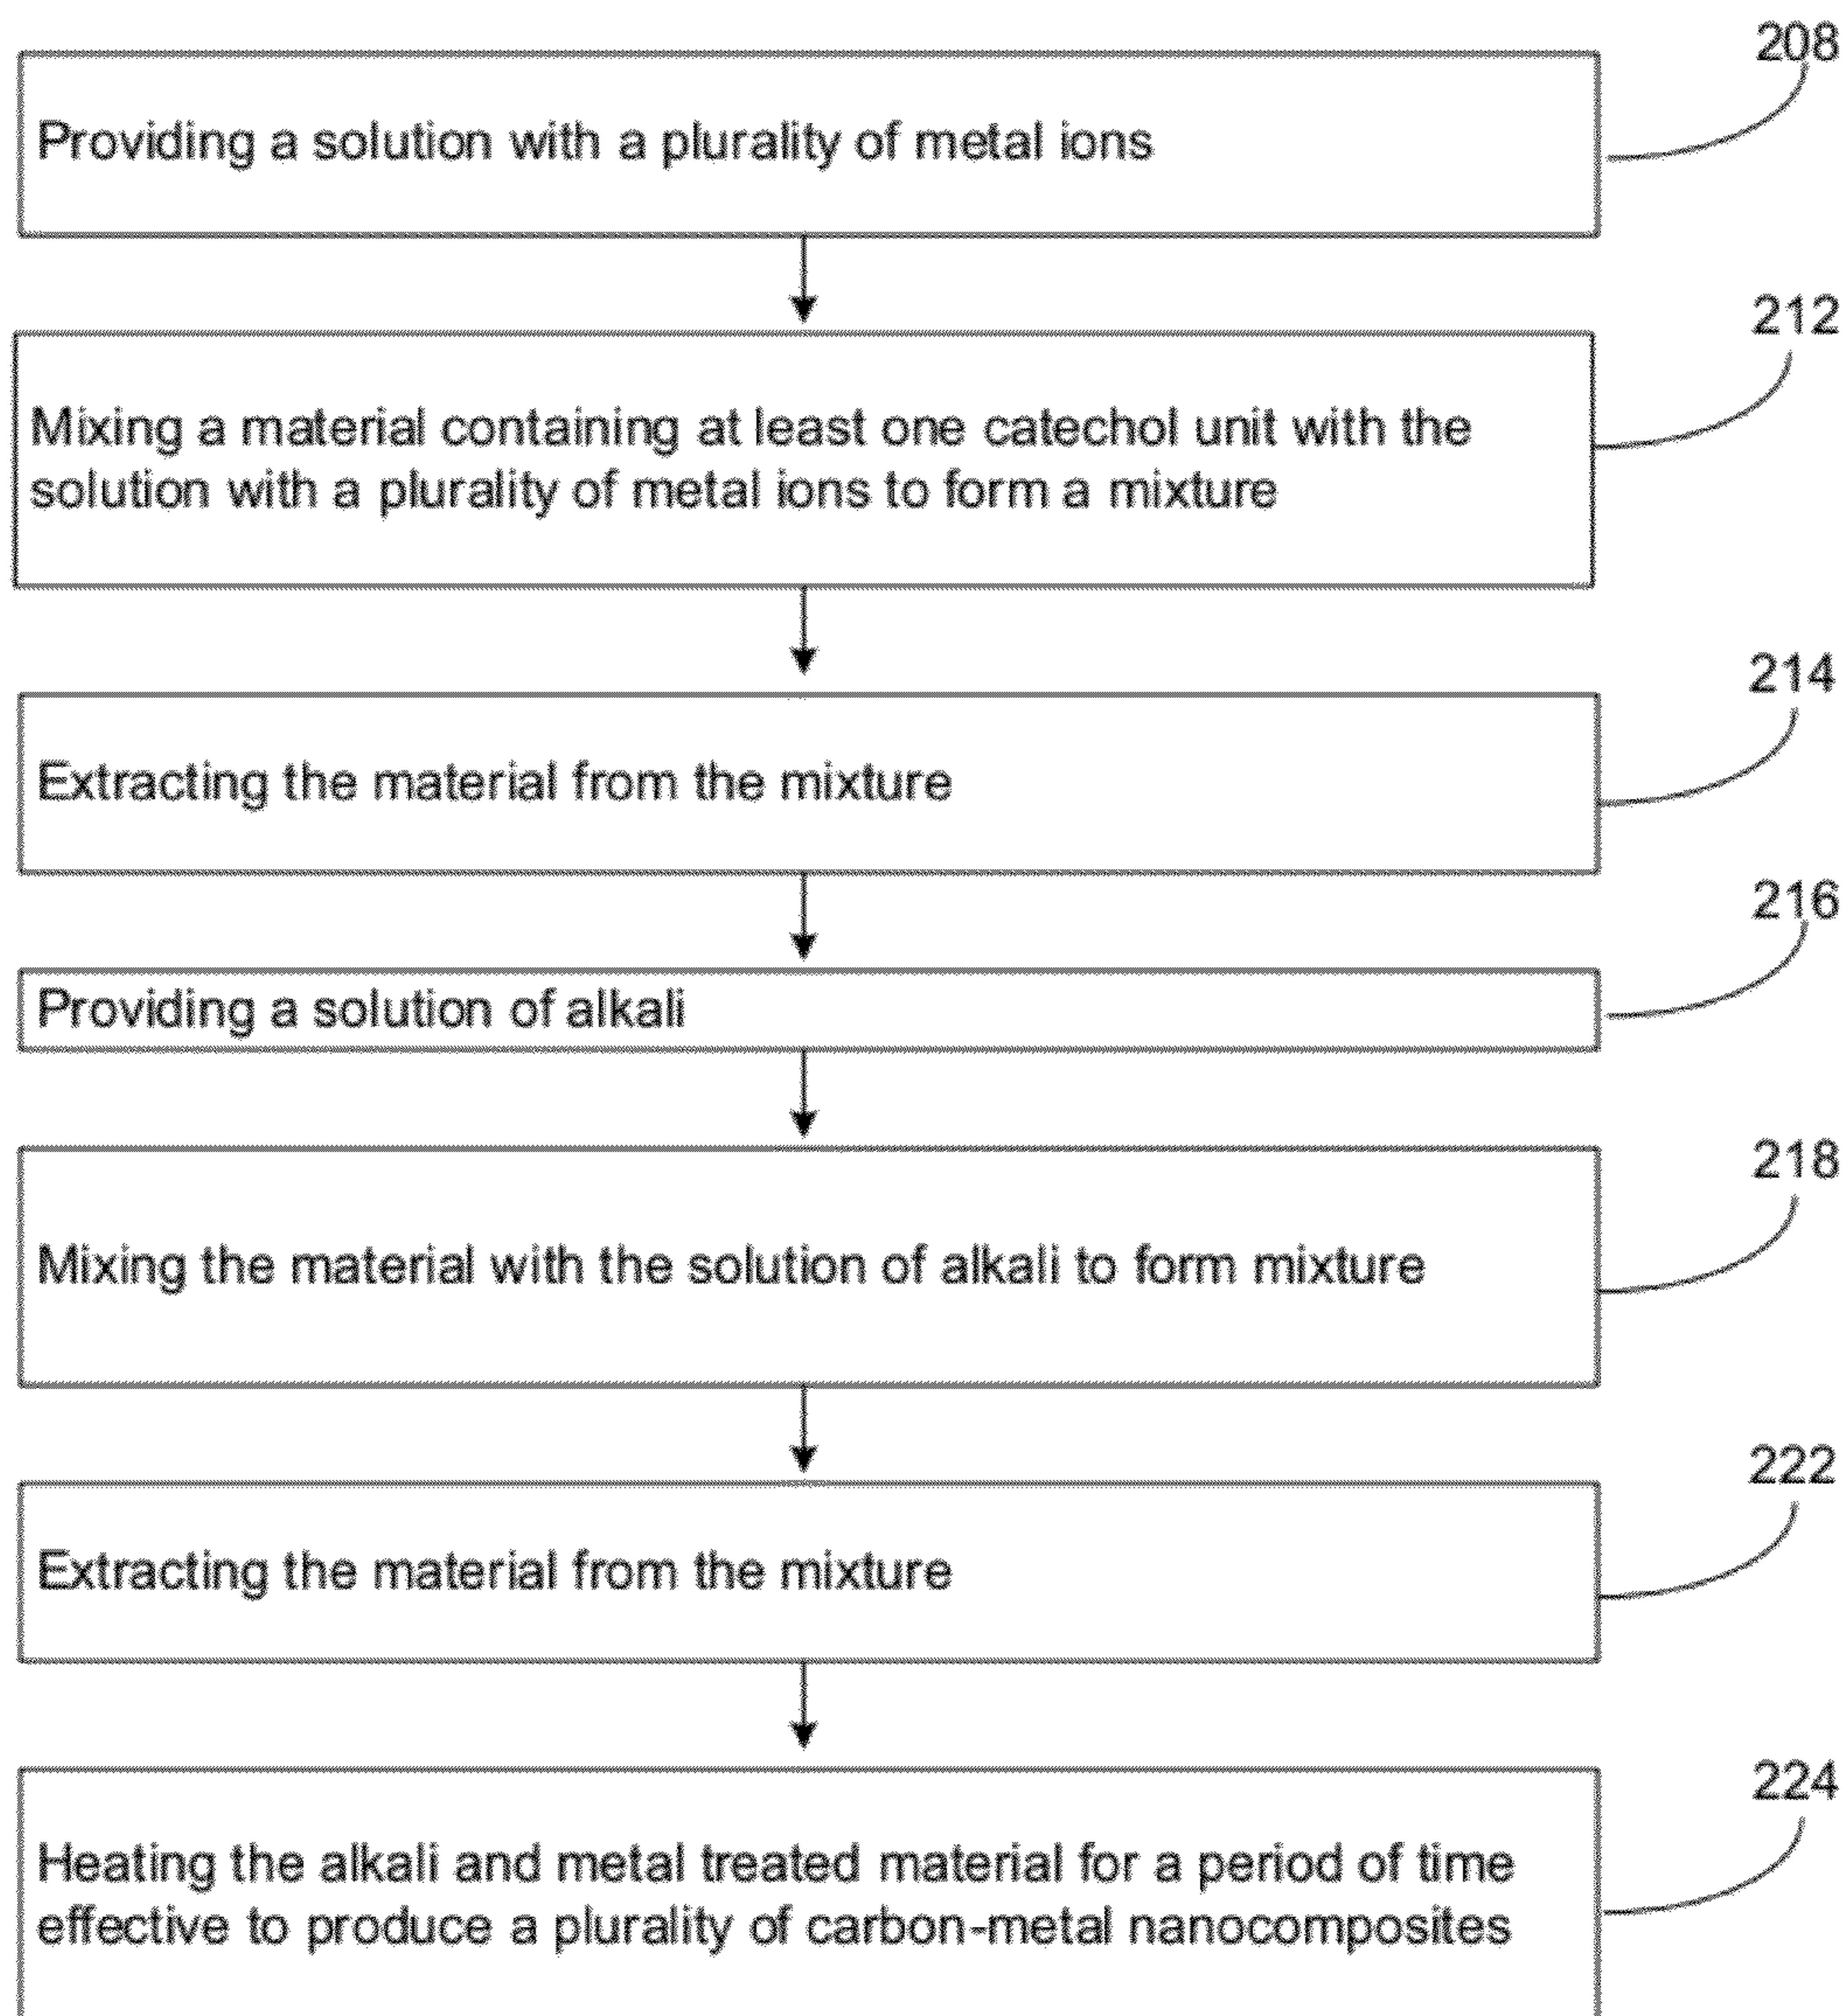 208
Providing a solution with a plurality of metal ions
212
Mixing a material containing at least one catechol unit with the
solution with a plurality of metal ions to form a mixture
214
Extracting the material from the mixture
216
Providing a solution of alkali
218
Mixing the material with the solution of alkali to form mixture
222
Extracting the material from the mixture
224
Heating the alkali and metal treated material for a period of time
effective to produce a plurality of carbon-metal nanocomposites